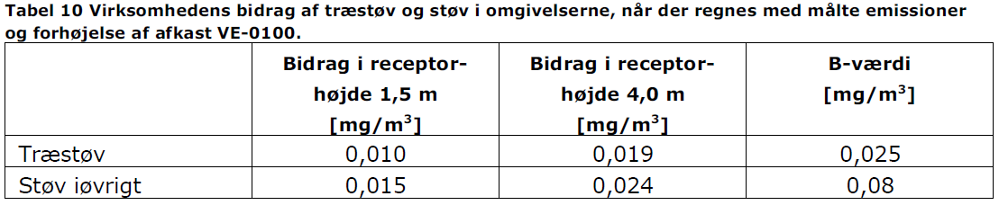 Tabel 10 Virksomhedens bidrag af træstøv og støv i omgivelserne, når der regnes med målte emissioner
og forhøjelse af afkast VE-0100.
Bidrag i receptor- Bidrag i receptor- B-værdi
højde 1,5 m højde 4,0 m [mg/m³]
[mg/m³] [mg/m³]
Træstøv 0,010 0,019 0,025
Støv iøvrigt 0,015 0,024 0,08